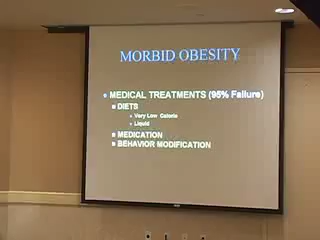 MORBID OBESITY
MEDICAL TREATMENTS (95% Failure)
DIETS
Very Low Calorie
Liquid
MEDICATION
BEHAVIOR MODIFICATION